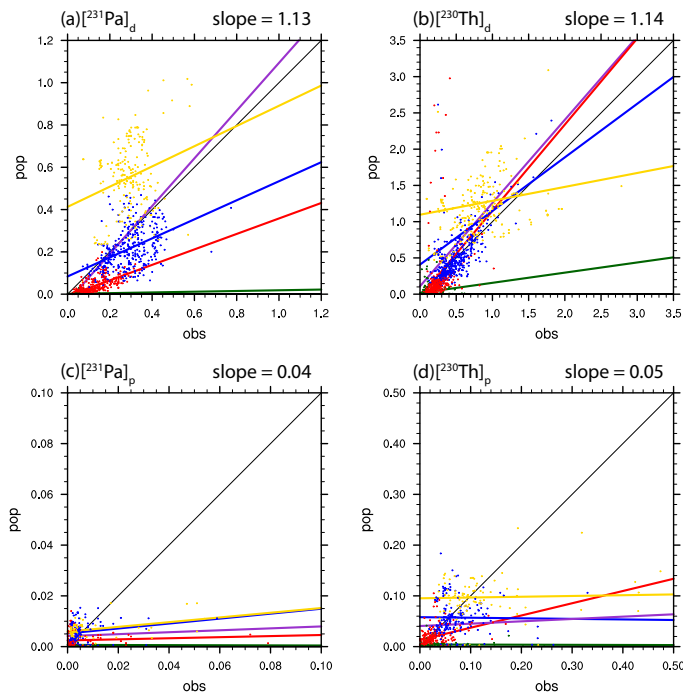 (a)[²³¹Pa]d slope = 1.13
1.2
1.0
0.8
0.6
0.4
0.2
0.0
pop
0.0 0.2 0.4 0.6 0.8 1.0 1.2
obs
(b)[²³⁰Th]d slope = 1.14
3.5
3.0
2.5
2.0
1.5
1.0
0.5
0.0
pop
0.0 0.5 1.0 1.5 2.0 2.5 3.0 3.5
obs
(c)[²³¹Pa]p slope = 0.04
0.10
0.08
0.06
0.04
0.02
0.00
pop
0.00 0.02 0.04 0.06 0.08 0.10
obs
(d)[²³⁰Th]p slope = 0.05
0.50
0.40
0.30
0.20
0.10
0.00
pop
0.00 0.10 0.20 0.30 0.40 0.50
obs